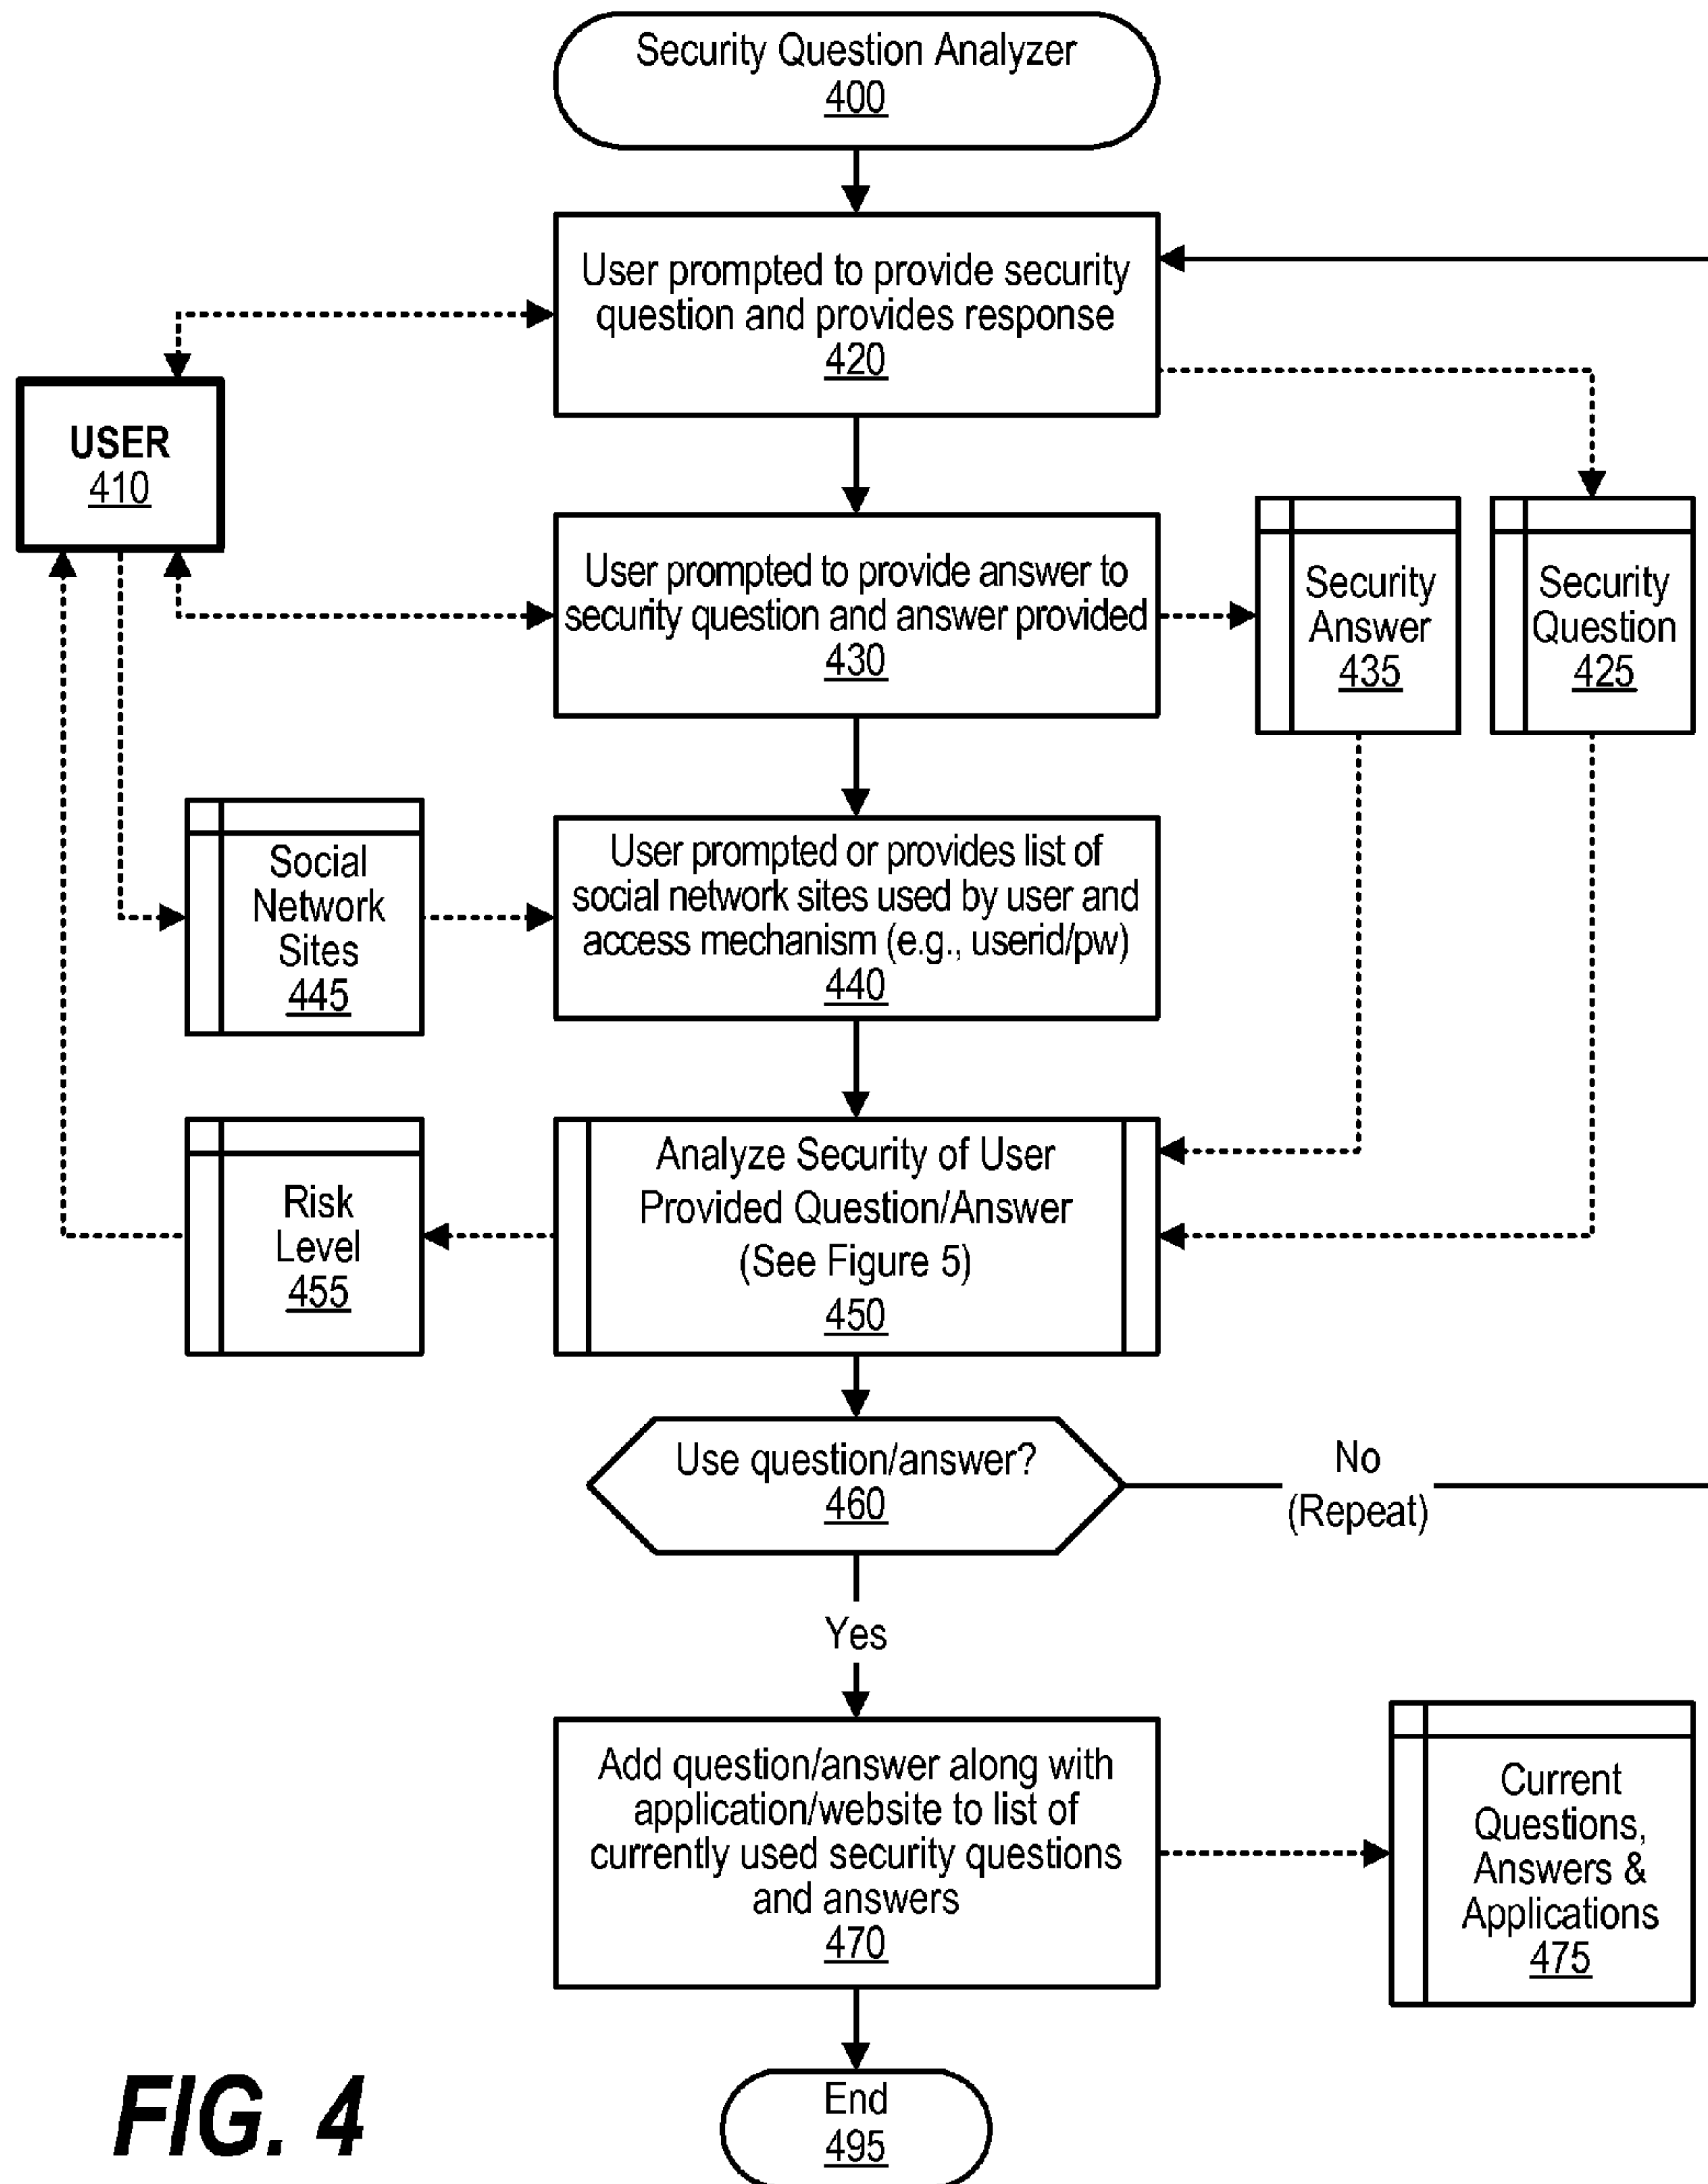 Security Question Analyzer
400
User prompted to provide security
question and provides response
420
USER
410
User prompted to provide answer to
security question and answer provided
430
Security
Answer
435
Security
Question
425
Social
Network
Sites
445
User prompted or provides list of
social network sites used by user and
access mechanism (e.g., userid/pw)
440
Risk
Level
455
Analyze Security of User
Provided Question/Answer
(See Figure 5)
450
Use question/answer?
460
No
(Repeat)
Yes
Add question/answer along with
application/website to list of
currently used security questions
and answers
470
Current
Questions,
Answers &
Applications
475
End
495
FIG. 4